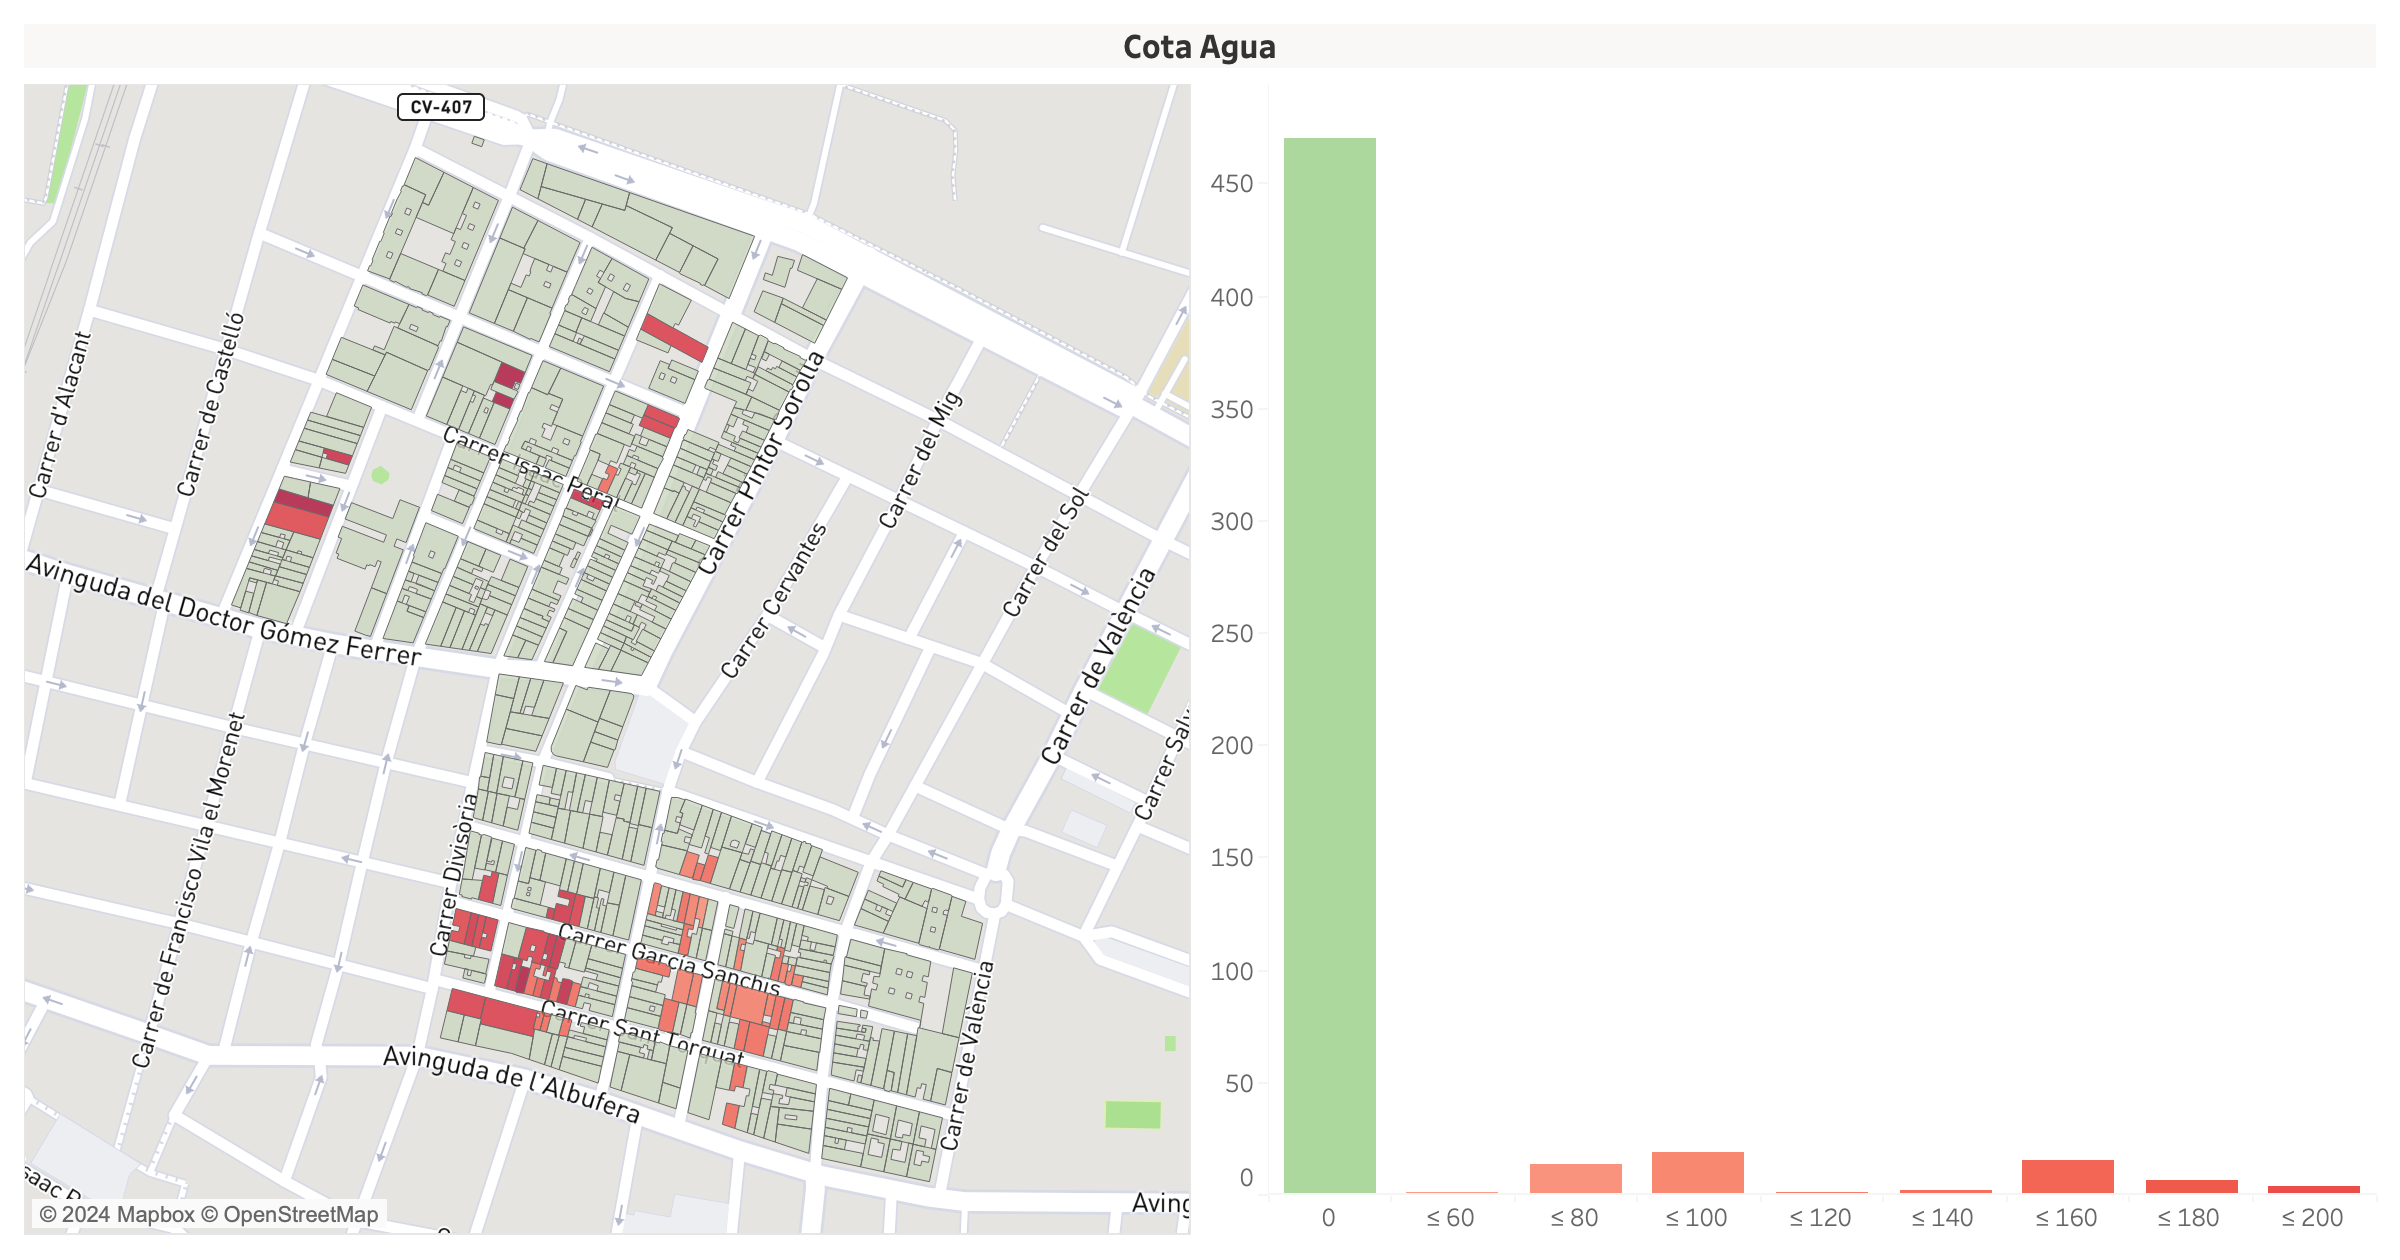 Cota Agua
CV-407
Carrer d'Alacant
Carrer de Castelló
Carrer Isaac Peral
Carrer Pintor Sorolla
Carrer del Mig
Carrer Cervantes
Carrer del Sol
Carrer de València
Carrer Salv
Avinguda del Doctor Gómez Ferrer
Carrer de Francisco Vila el Morenet
Carrer Divisòria
Carrer García Sanchis
Carrer Sant Torquat
Carrer de València
Avinguda de l'Albufera
Aving
© 2024 Mapbox © OpenStreetMap
450
400
350
300
250
200
150
100
50
0
0
≤ 60
≤ 80
≤ 100
≤ 120
≤ 140
≤ 160
≤ 180
≤ 200